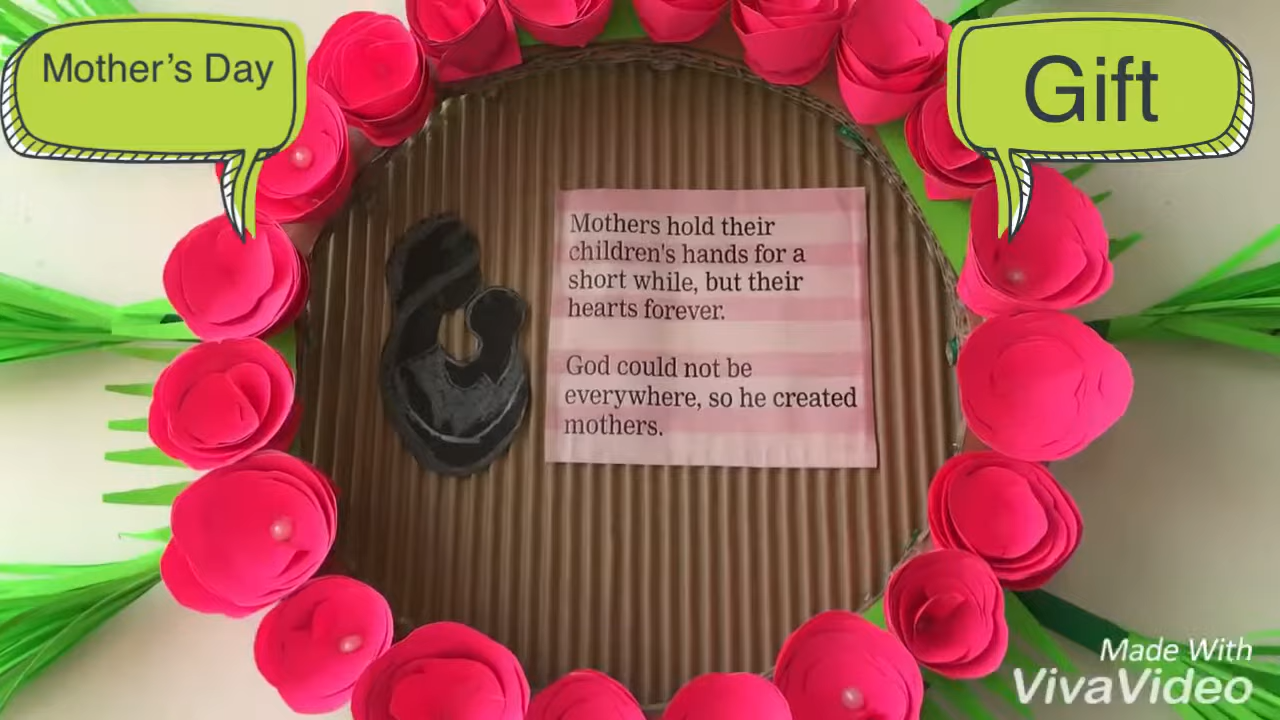 Mother's Day
Gift
Mothers hold their
children's hands for a
short while, but their
hearts forever.
God could not be
everywhere, so he created
mothers.
Made With
VivaVideo